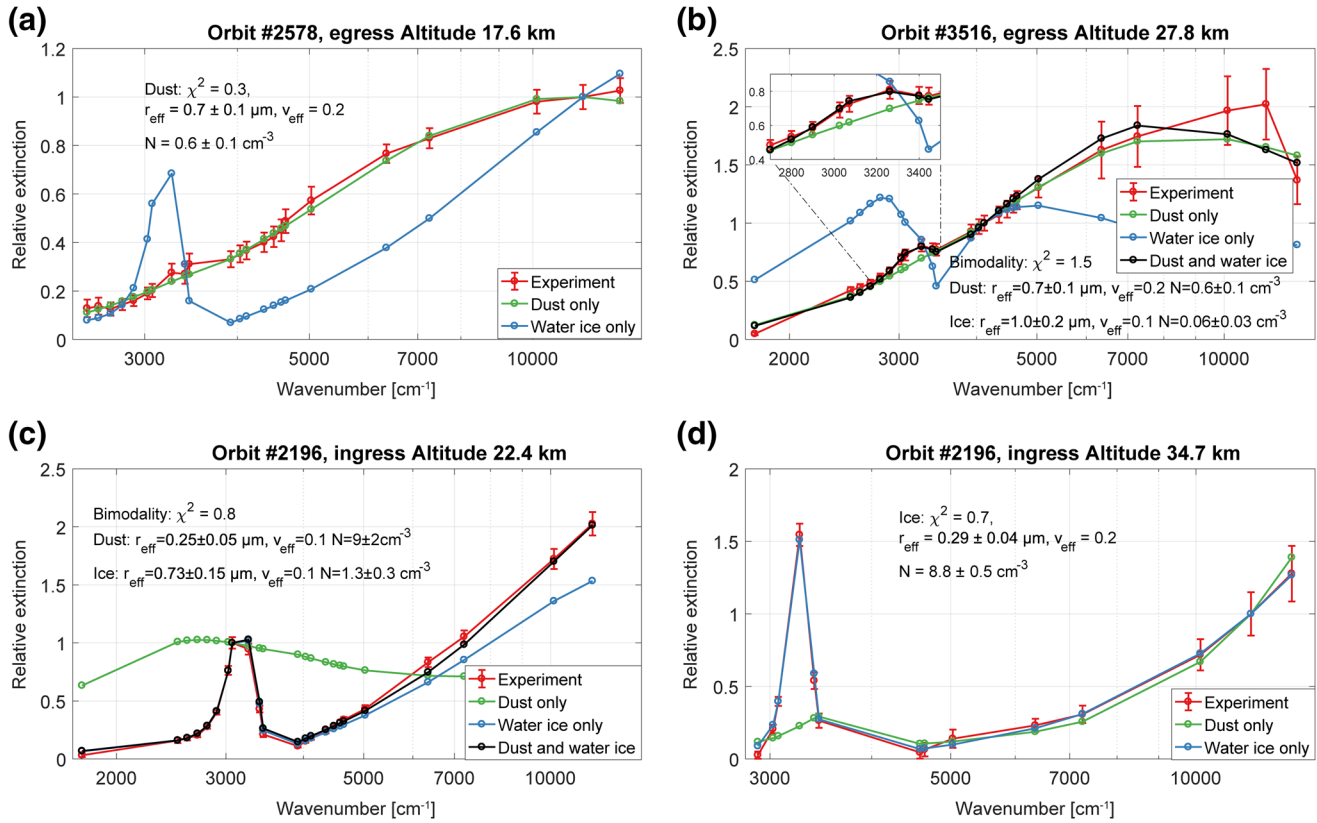 (a)
Orbit #2578, egress Altitude 17.6 km
Relative extinction
1.2
1
0.8
0.6
0.4
0.2
0
Dust: χ² = 0.3,
r_eff = 0.7 ± 0.1 µm, v_eff = 0.2
N = 0.6 ± 0.1 cm⁻³
Experiment
Dust only
Water ice only
3000 5000 7000 10000
Wavenumber [cm⁻¹]
(b)
Orbit #3516, egress Altitude 27.8 km
Relative extinction
2.5
2
1.5
1
0.5
0
0.8
0.6
0.4
2800 3000 3200 3400
Experiment
Dust only
Water ice only
Dust and water ice
Bimodality: χ² = 1.5
Dust: r_eff=0.7±0.1 µm, v_eff=0.2 N=0.6±0.1 cm⁻³
Ice: r_eff=1.0±0.2 µm, v_eff=0.1 N=0.06±0.03 cm⁻³
2000 3000 5000 7000 10000
Wavenumber [cm⁻¹]
(c)
Orbit #2196, ingress Altitude 22.4 km
Relative extinction
2.5
2
1.5
1
0.5
0
Bimodality: χ² = 0.8
Dust: r_eff=0.25±0.05 µm, v_eff=0.1 N=9±2cm⁻³
Ice: r_eff=0.73±0.15 µm, v_eff=0.1 N=1.3±0.3 cm⁻³
Experiment
Dust only
Water ice only
Dust and water ice
2000 3000 5000 7000 10000
Wavenumber [cm⁻¹]
(d)
Orbit #2196, ingress Altitude 34.7 km
Relative extinction
2
1.5
1
0.5
0
Ice: χ² = 0.7,
r_eff = 0.29 ± 0.04 µm, v_eff = 0.2
N = 8.8 ± 0.5 cm⁻³
Experiment
Dust only
Water ice only
3000 5000 7000 10000
Wavenumber [cm⁻¹]